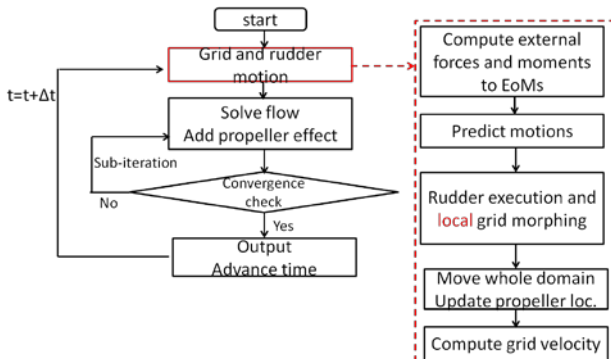 start
Grid and rudder
motion
t=t+Δt
Solve flow
Add propeller effect
Sub-iteration
Convergence
check
No
Yes
Output
Advance time
Compute external
forces and moments
to EoMs
Predict motions
Rudder execution and
local grid morphing
Move whole domain
Update propeller loc.
Compute grid velocity